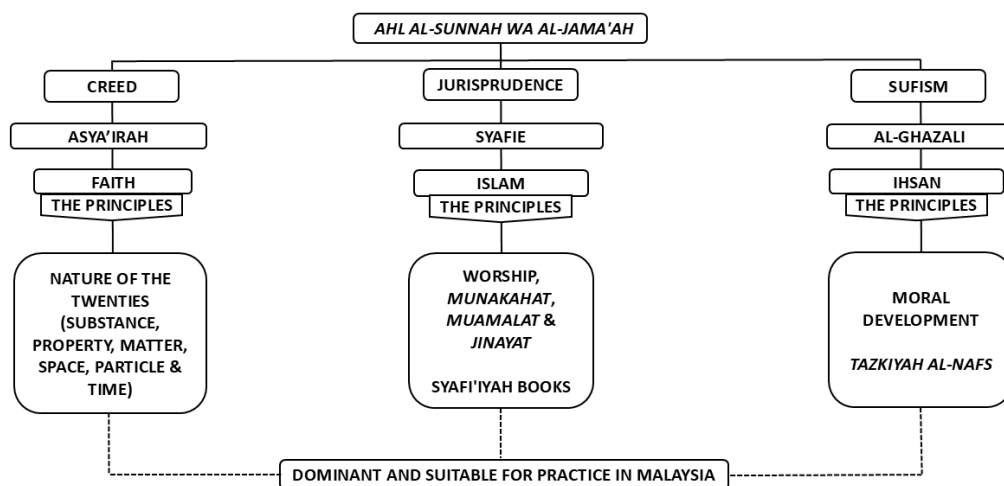 AHL AL-SUNNAH WA AL-JAMA'AH
CREED
JURISPRUDENCE
SUFISM
ASYA'IRAH
SYAFIE
AL-GHAZALI
FAITH
ISLAM
IHSAN
THE PRINCIPLES
THE PRINCIPLES
THE PRINCIPLES
NATURE OF THE
TWENTIES
(SUBSTANCE,
PROPERTY, MATTER,
SPACE, PARTICLE &
TIME)
WORSHIP,
MUNAKAHAT,
MUAMALAT &
JINAYAT
SYAFI'IYAH BOOKS
MORAL
DEVELOPMENT
TAZKIYAH AL-NAFS
DOMINANT AND SUITABLE FOR PRACTICE IN MALAYSIA